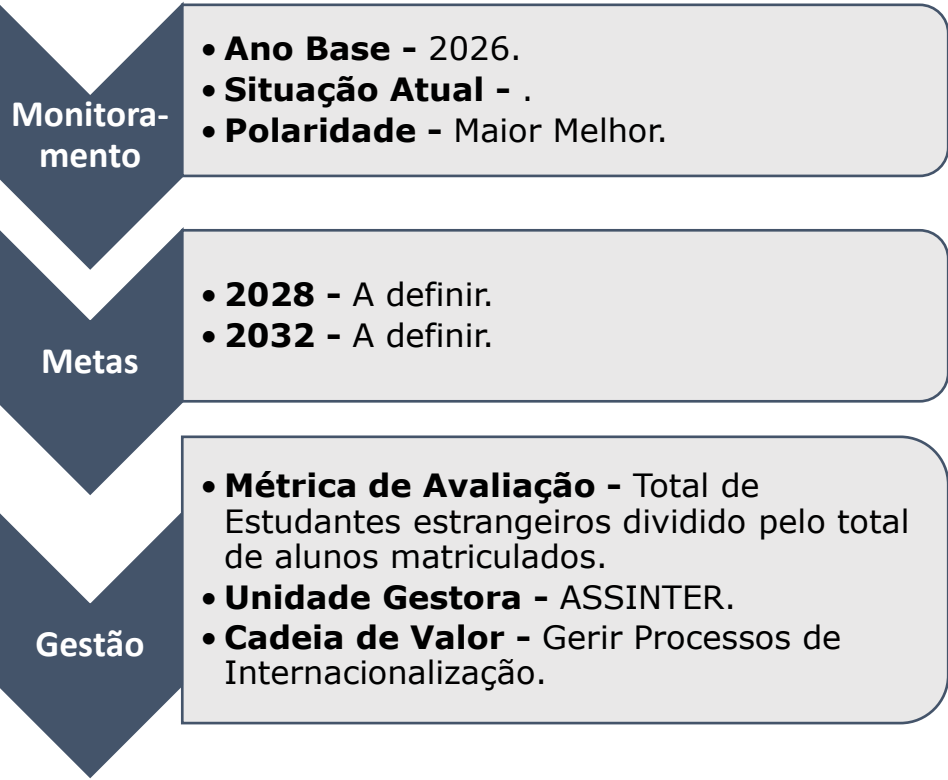 Monitora-
mento
• Ano Base - 2026.
• Situação Atual - .
• Polaridade - Maior Melhor.
Metas
• 2028 - A definir.
• 2032 - A definir.
Gestão
• Métrica de Avaliação - Total de
Estudantes estrangeiros dividido pelo total
de alunos matriculados.
• Unidade Gestora - ASSINTER.
• Cadeia de Valor - Gerir Processos de
Internacionalização.